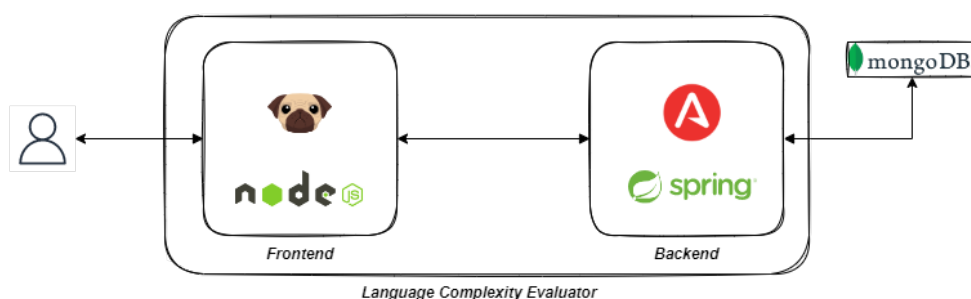 mongoDB
node
JS
spring
Frontend
Backend
Language Complexity Evaluator